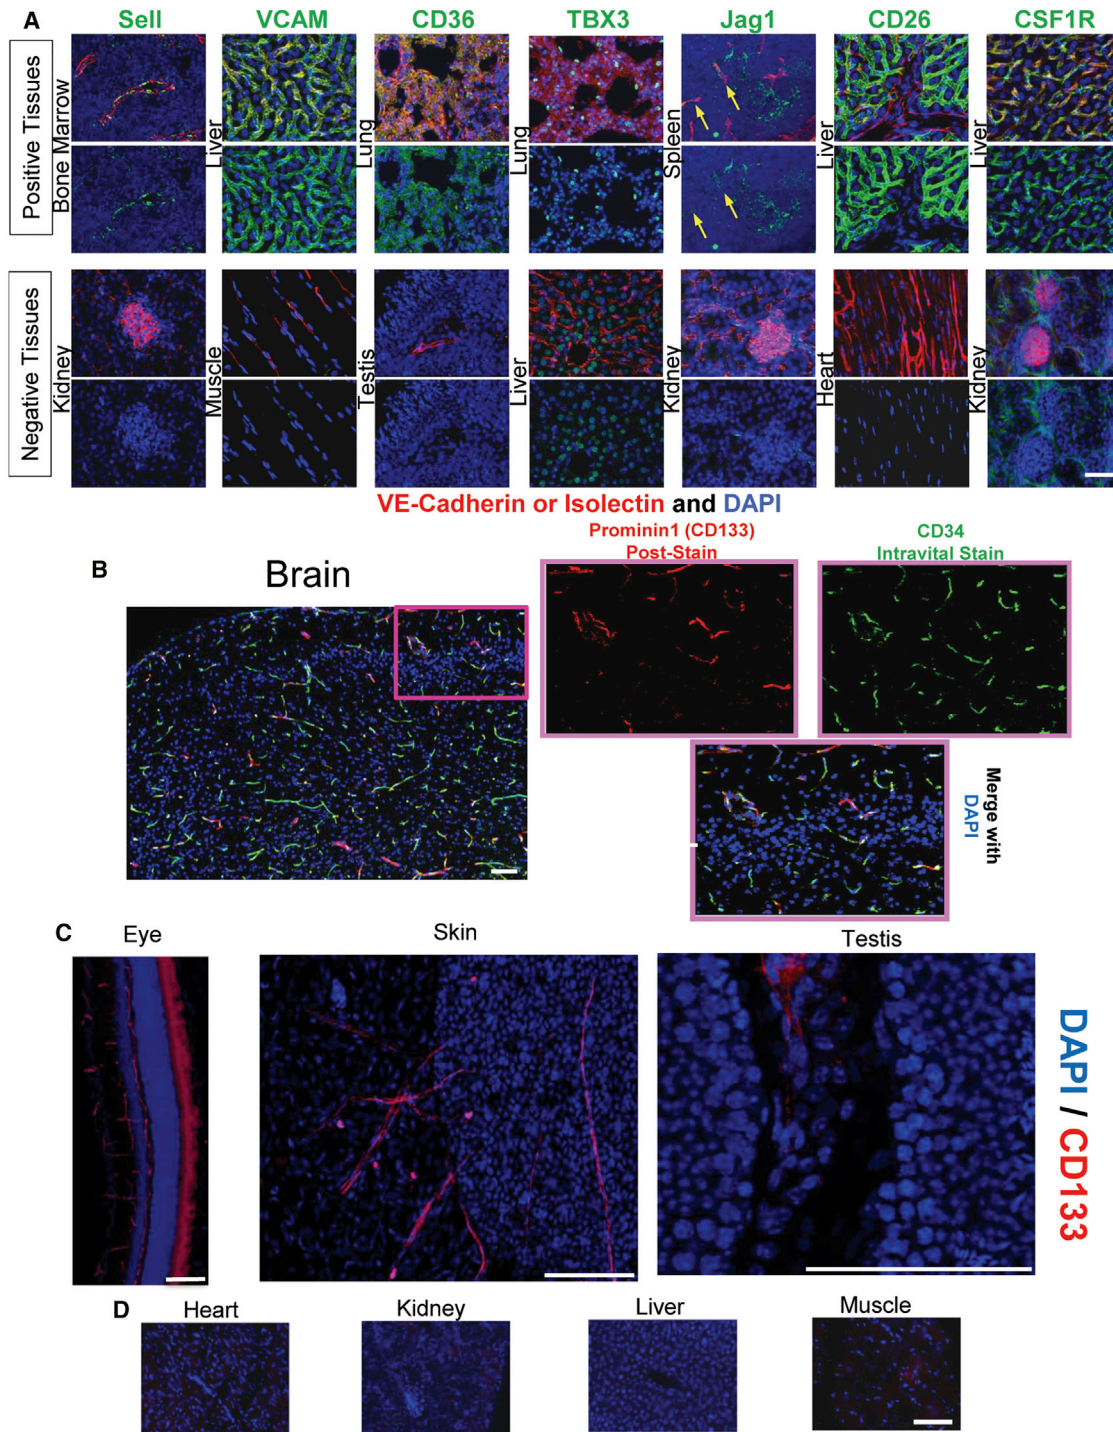 A
Sell VCAM CD36 TBX3 Jag1 CD26 CSF1R
Positive Tissues
Bone Marrow
Liver
Lung
Lung
Spleen
Liver
Liver
Negative Tissues
Kidney
Muscle
Testis
Liver
Kidney
Heart
Kidney
VE-Cadherin or Isolectin and DAPI
B
Brain
Prominin1 (CD133)
Post-Stain
CD34
Intravital Stain
Merge with
DAPI
C
Eye Skin Testis
DAPI / CD133
D
Heart Kidney Liver Muscle